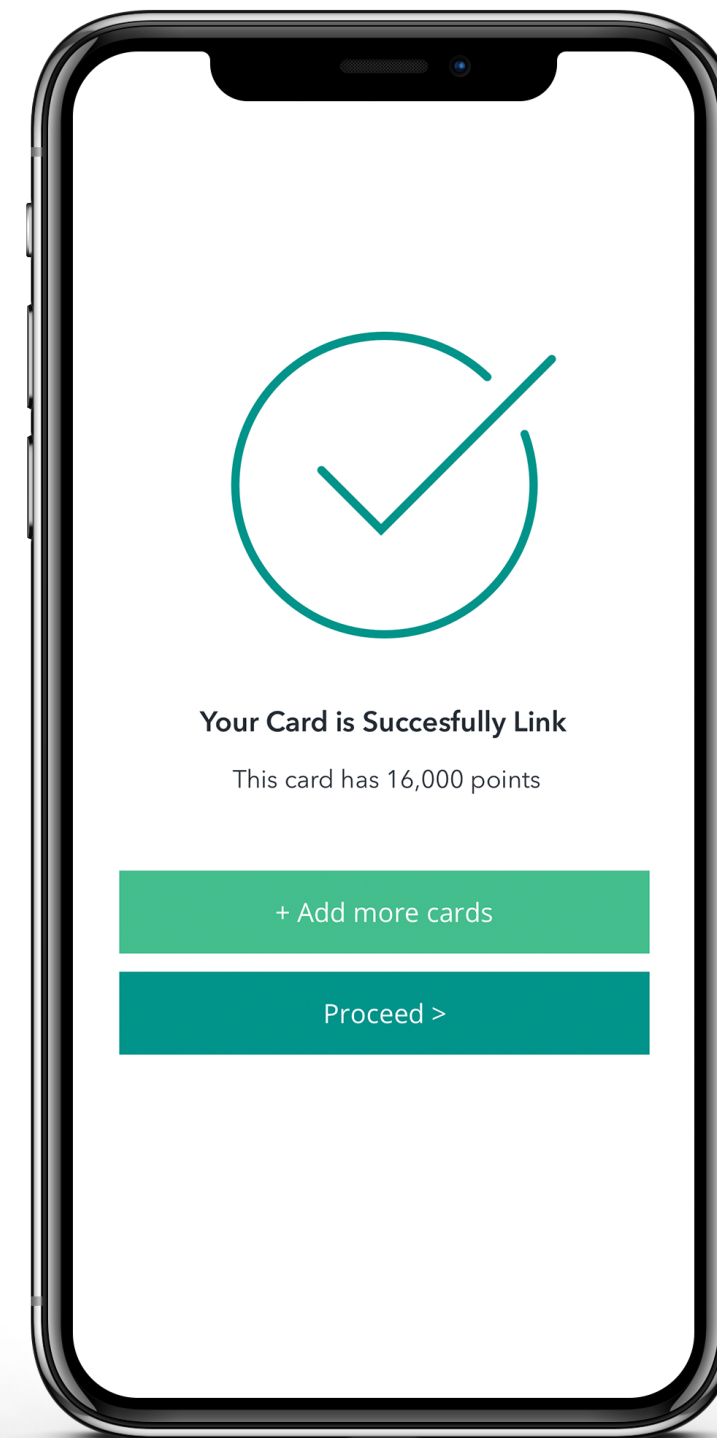 Your Card is Succesfully Link
This card has 16,000 points
+ Add more cards
Proceed >